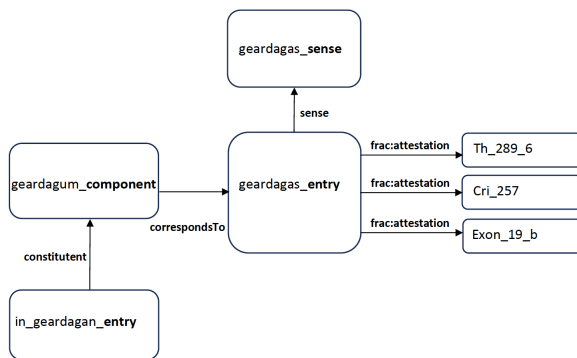 geardagas_sense
sense
frac:attestation
Th_289_6
geardagum_component
geardagas_entry
frac:attestation
Cri_257
correspondsTo
frac:attestation
Exon_19_b
constitutent
in_geardagan_entry